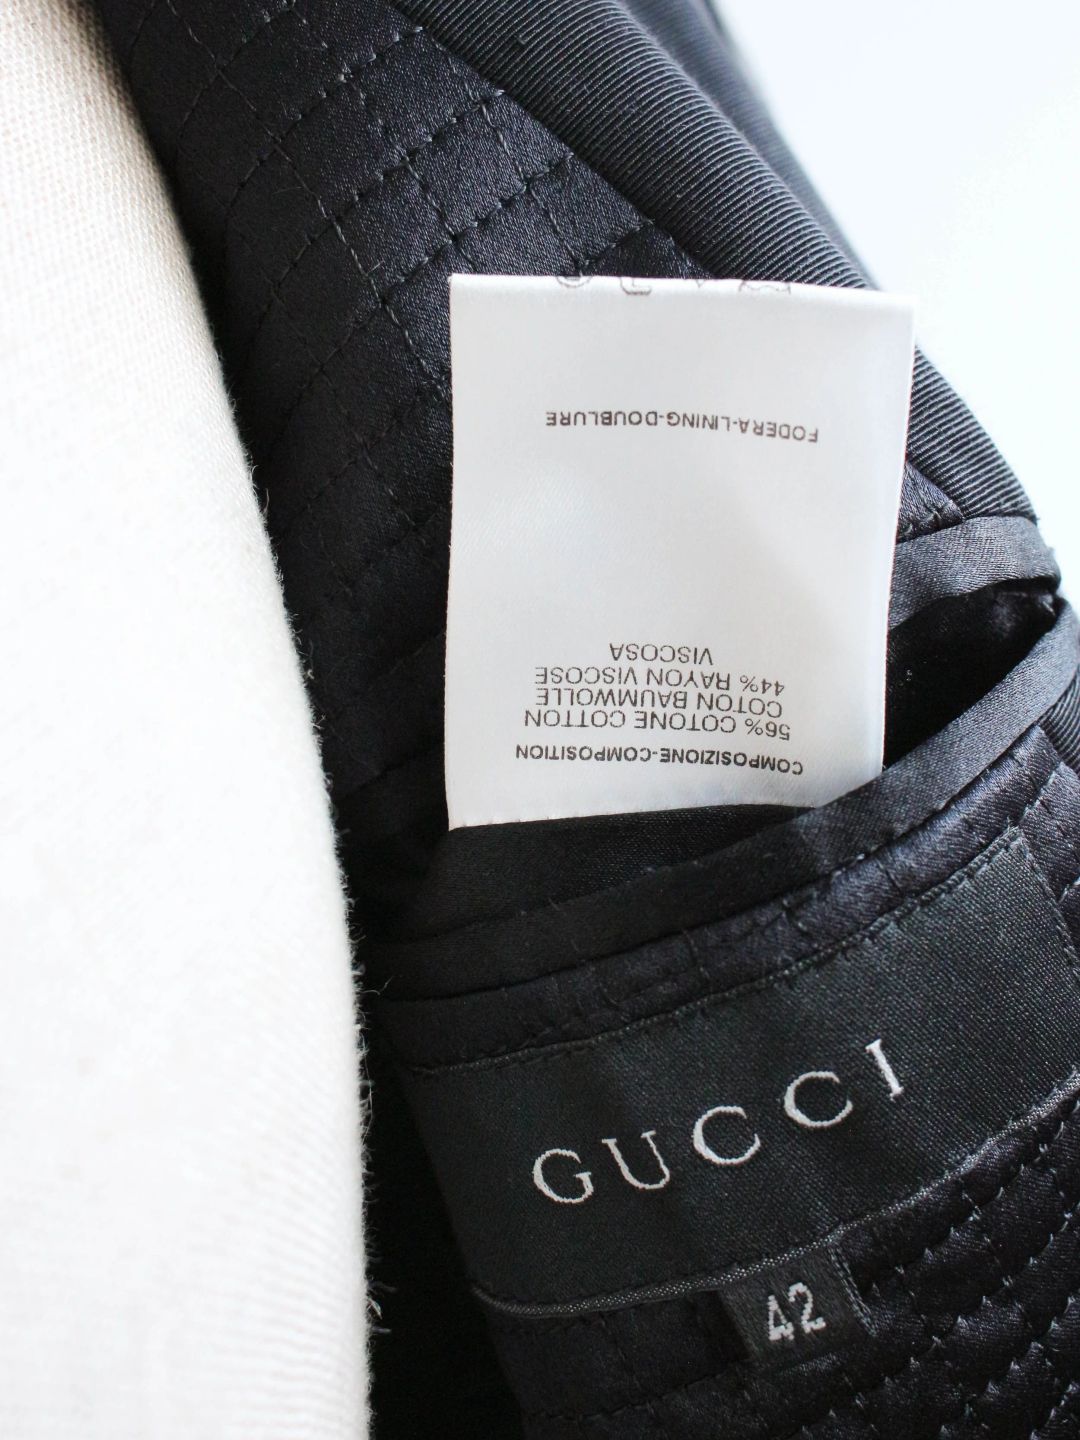 COMPOSIZIONE-COMPOSITION
56% COTONE COTTON
COTON BAUMWOLLE
44% RAYON VISCOSE
VISCOSA
FODERA-LINING-DOUBLURE
GUCCI
42